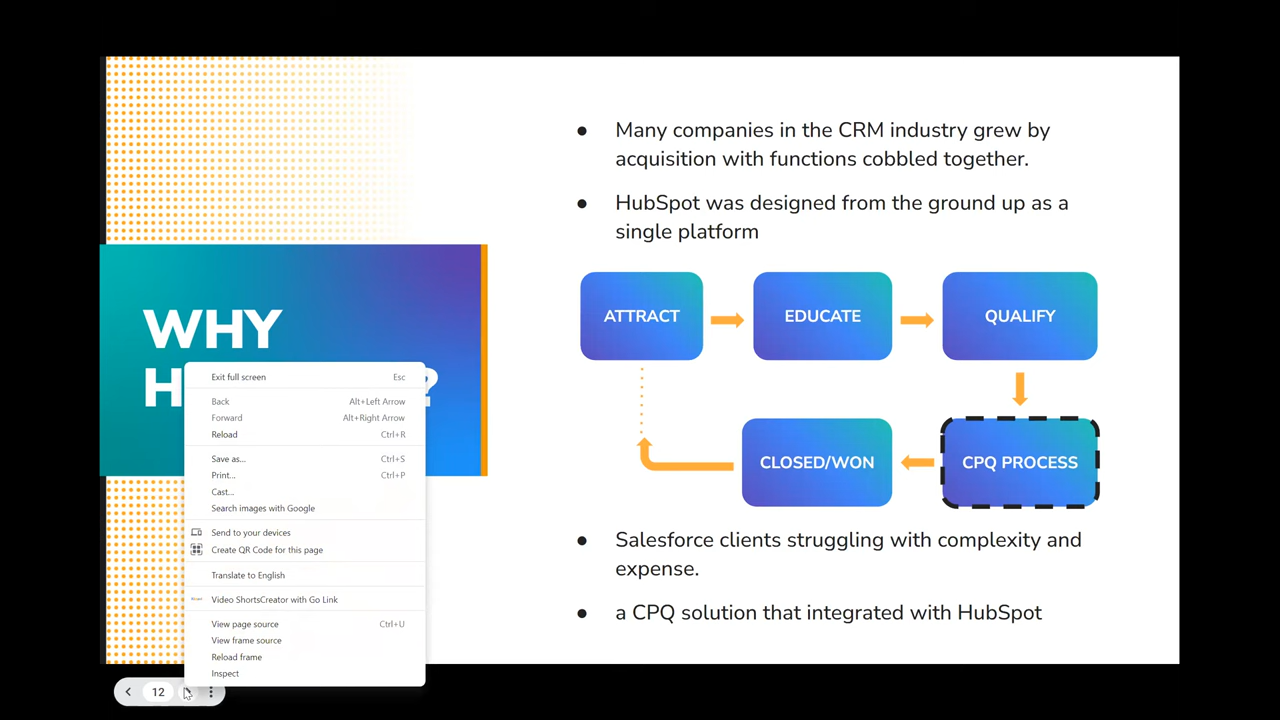 Many companies in the CRM industry grew by
acquisition with functions cobbled together.
HubSpot was designed from the ground up as a
single platform
WHY
H
?
ATTRACT
EDUCATE
QUALIFY
CLOSED/WON
CPQ PROCESS
Salesforce clients struggling with complexity and
expense.
a CPQ solution that integrated with HubSpot
Exit full screen Esc
Back Alt+Left Arrow
Forward Alt+Right Arrow
Reload Ctrl+R
Save as... Ctrl+S
Print... Ctrl+P
Cast...
Search images with Google
Send to your devices
Create QR Code for this page
Translate to English
Video ShortsCreator with Go Link
View page source Ctrl+U
View frame source
Reload frame
Inspect
12